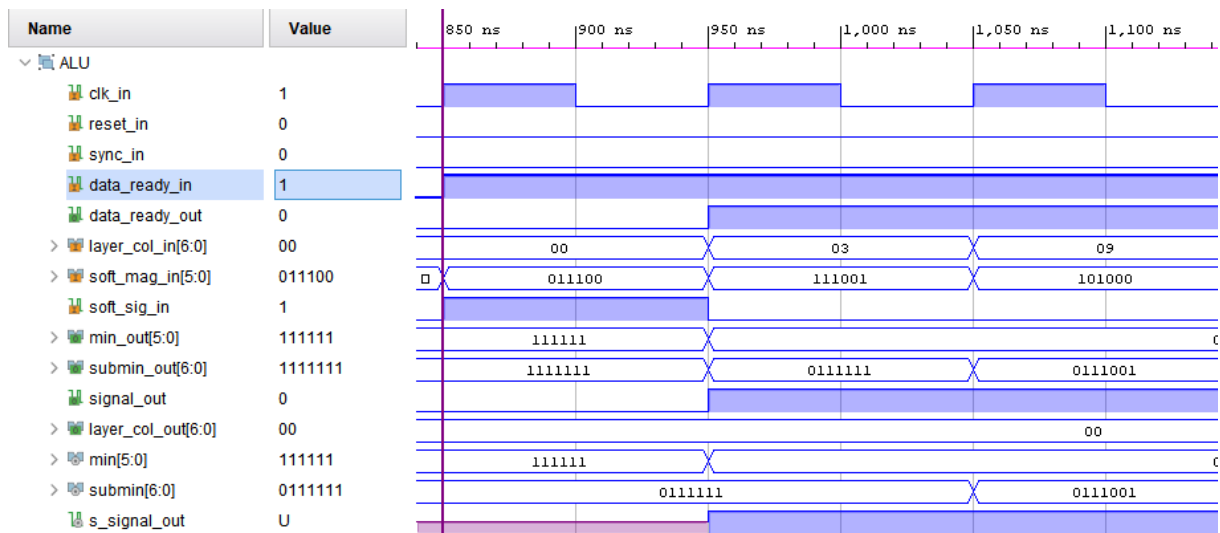 Name Value 850 ns 900 ns 950 ns 1,000 ns 1,050 ns 1,100 ns
ALU
clk_in 1
reset_in 0
sync_in 0
data_ready_in 1
data_ready_out 0
layer_col_in[6:0] 00 00 03 09
soft_mag_in[5:0] 011100 011100 111001 101000
soft_sig_in 1
min_out[5:0] 111111 111111
submin_out[6:0] 1111111 1111111 0111111 0111001
signal_out 0
layer_col_out[6:0] 00 00
min[5:0] 111111 111111
submin[6:0] 0111111 0111111 0111001
s_signal_out U